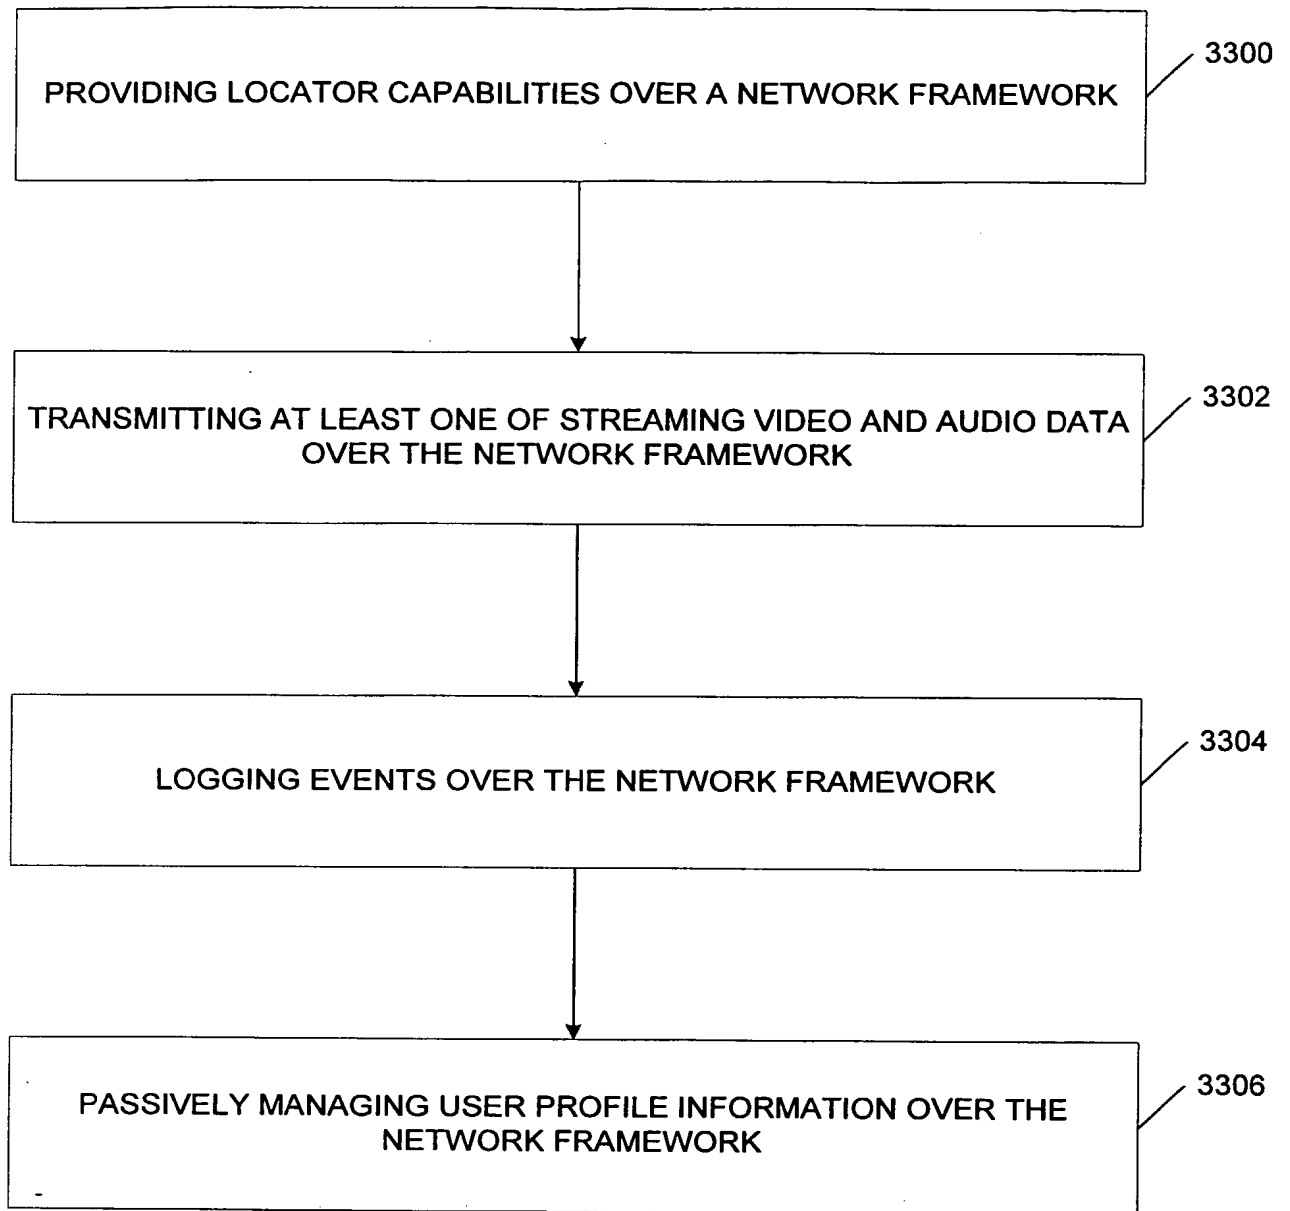 PROVIDING LOCATOR CAPABILITIES OVER A NETWORK FRAMEWORK
3300
TRANSMITTING AT LEAST ONE OF STREAMING VIDEO AND AUDIO DATA
OVER THE NETWORK FRAMEWORK
3302
LOGGING EVENTS OVER THE NETWORK FRAMEWORK
3304
PASSIVELY MANAGING USER PROFILE INFORMATION OVER THE
NETWORK FRAMEWORK
3306